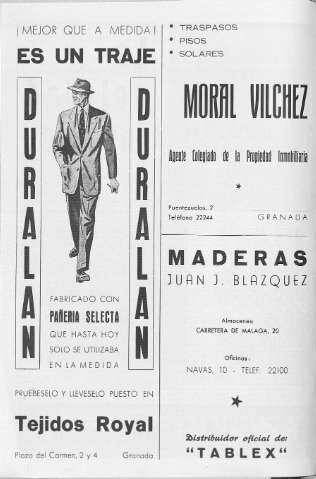 ¡MEJOR QUE A MEDIDA!
ES UN TRAJE
DURALAN
DURALAN
FABRICADO CON
PAÑERIA SELECTA
QUE HASTA HOY
SOLO SE UTILIZABA
EN LA MEDIDA
PRUEBESELO Y LLEVESELO PUESTO EN
Tejidos Royal
Plaza del Carmen, 2 y 4 Granada
• TRASPASOS
• PISOS
• SOLARES
MORAL VILCHEZ
Agente Colegiado de la Propiedad Inmobiliaria
Puentezuelas, 2
Teléfono 22244 GRANADA
MADERAS
JUAN J. BLAZQUEZ
Almacenes:
CARRETERA DE MALAGA, 20
Oficinas:
NAVAS, 10 - TELEF. 22100
Distribuidor oficial de:
"TABLEX"